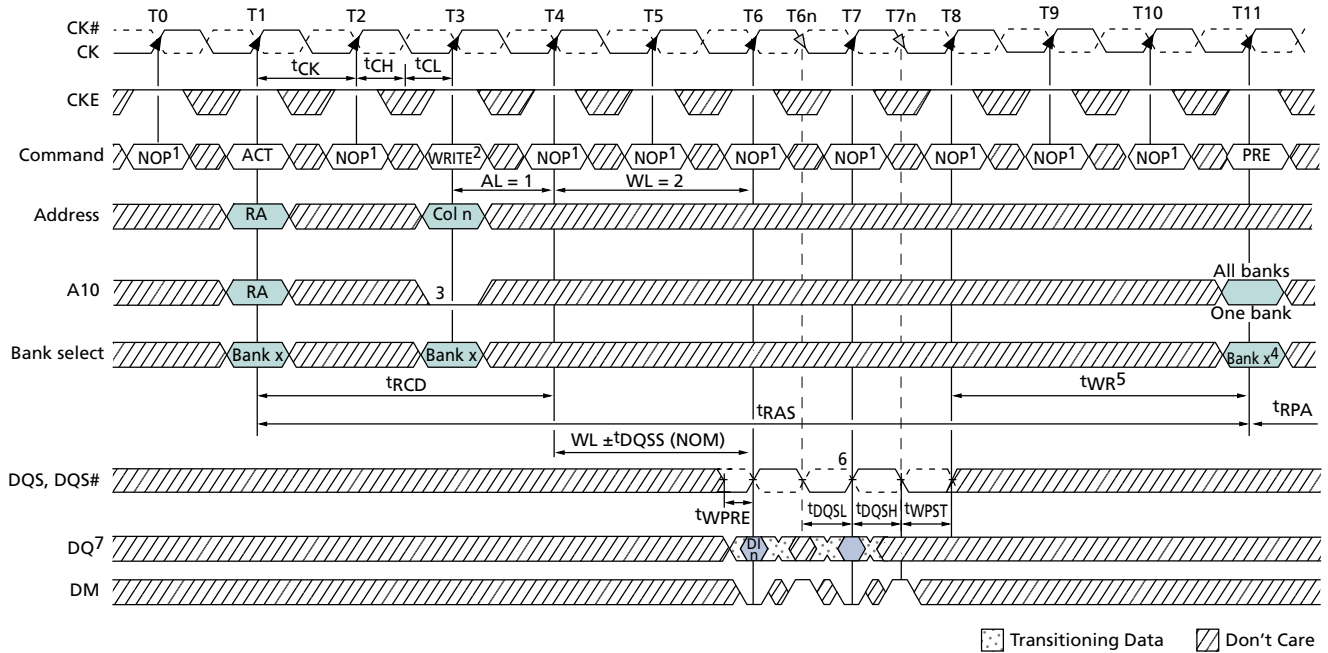 T0 T1 T2 T3 T4 T5 T6 T6n T7 T7n T8 T9 T10 T11
CK#
CK
tCK tCH tCL
CKE
Command NOP1 ACT NOP1 WRITE2 NOP1 NOP1 NOP1 NOP1 NOP1 NOP1 NOP1 PRE
AL = 1 WL = 2
Address RA Col n
All banks
A10 RA 3
One bank
Bank select Bank x Bank x Bank x4
tRCD tWR5
tRAS tRPA
WL ±tDQSS (NOM)
6
DQS, DQS#
tWPRE tDQSL tDQSH tWPST
DQ7 DI
n
DM
Transitioning Data Don't Care